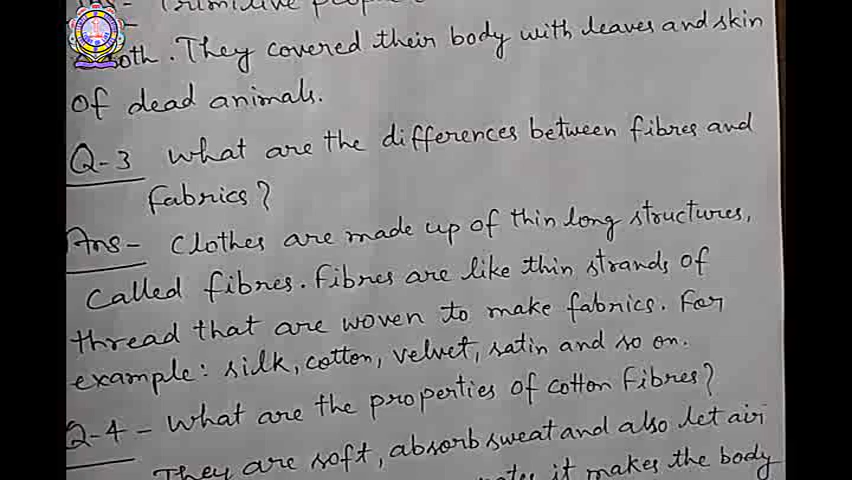 Ans- Primitive people
cloth. They covered their body with leaves and skin
of dead animals.
Q-3 What are the differences between fibres and
fabrics?
Ans- Clothes are made up of thin long structures,
called fibres. Fibres are like thin strands of
thread that are woven to make fabrics. For
example: silk, cotton, velvet, satin and so on.
Q-4 - What are the properties of cotton fibres?
They are soft, absorb sweat and also let air
it makes the body